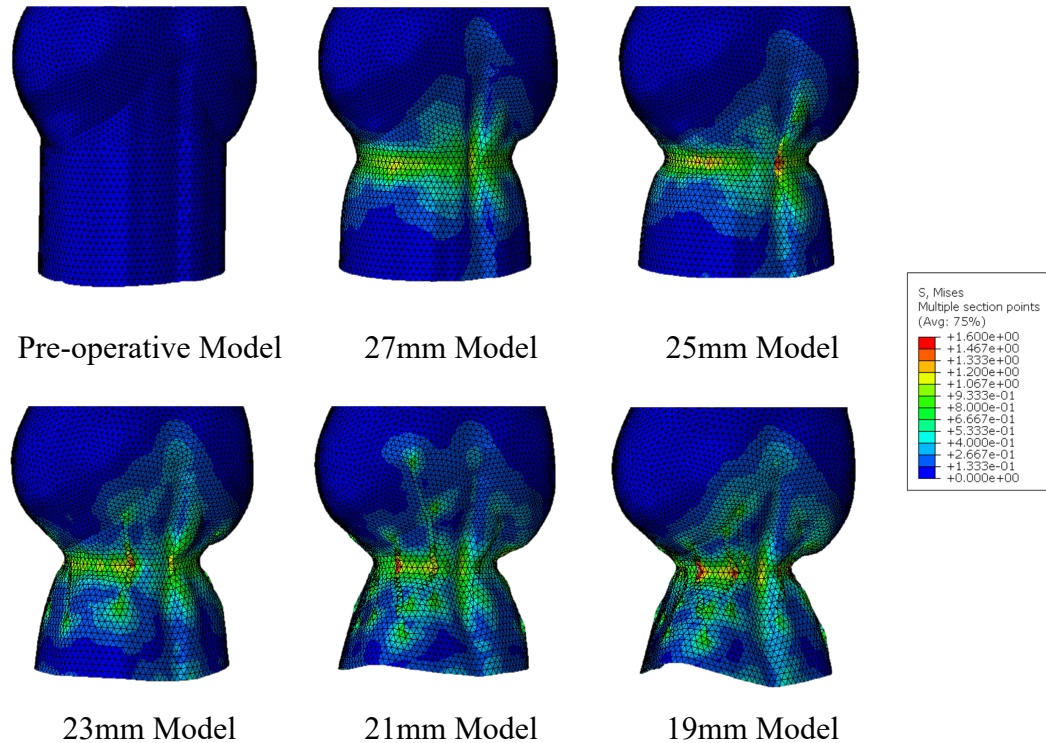 Pre-operative Model
27mm Model
25mm Model
S, Mises
Multiple section points
(Avg: 75%)
+1.600e+00
+1.467e+00
+1.333e+00
+1.200e+00
+1.067e+00
+9.333e-01
+8.000e-01
+6.667e-01
+5.333e-01
+4.000e-01
+2.667e-01
+1.333e-01
+0.000e+00
23mm Model
21mm Model
19mm Model